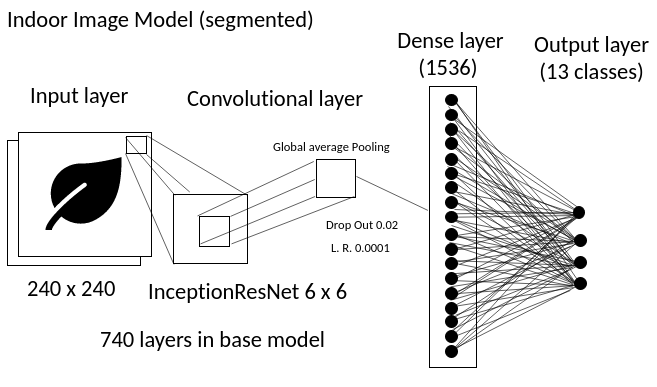 Indoor Image Model (segmented)
Dense layer
(1536)
Output layer
(13 classes)
Input layer
Convolutional layer
Global average Pooling
Drop Out 0.02
L. R. 0.0001
240 x 240
InceptionResNet 6 x 6
740 layers in base model